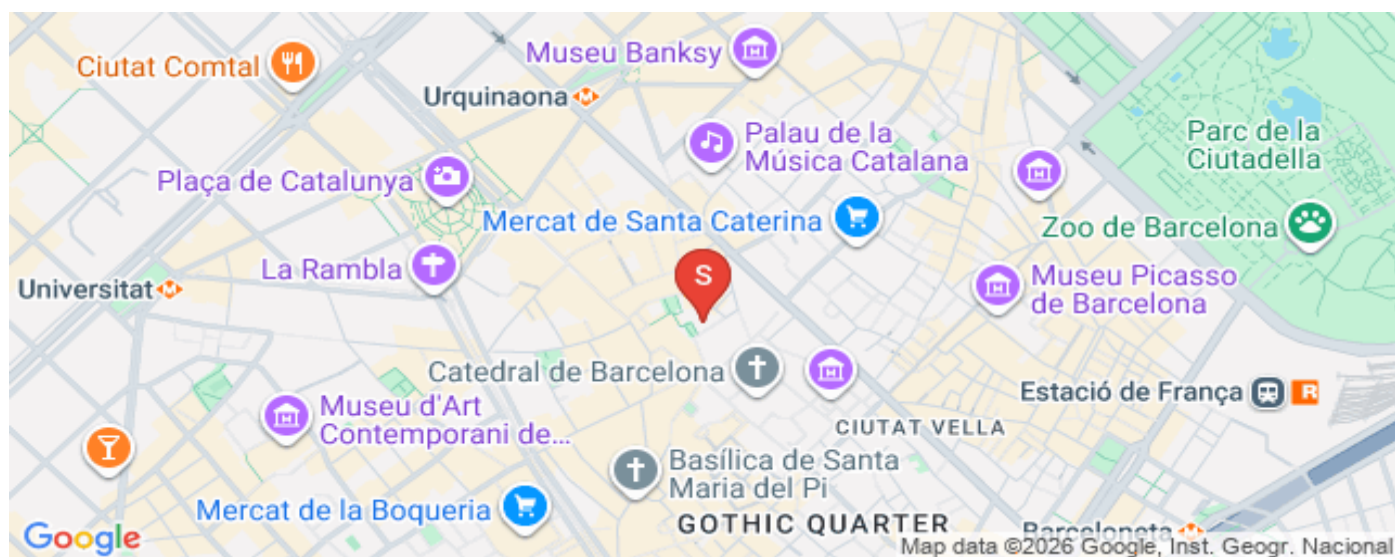 Museu Banksy
Ciutat Comtal
Urquinaona
Palau de la
Música Catalana
Parc de la
Ciutadella
Plaça de Catalunya
Mercat de Santa Caterina
Zoo de Barcelona
La Rambla
S
Museu Picasso
de Barcelona
Universitat
Catedral de Barcelona
Estació de França
R
Museu d'Art
Contemporani de...
CIUTAT VELLA
Basílica de Santa
Maria del Pi
Mercat de la Boqueria
GOTHIC QUARTER
Barceloneta
Google
Map data ©2026 Google, Inst. Geogr. Nacional